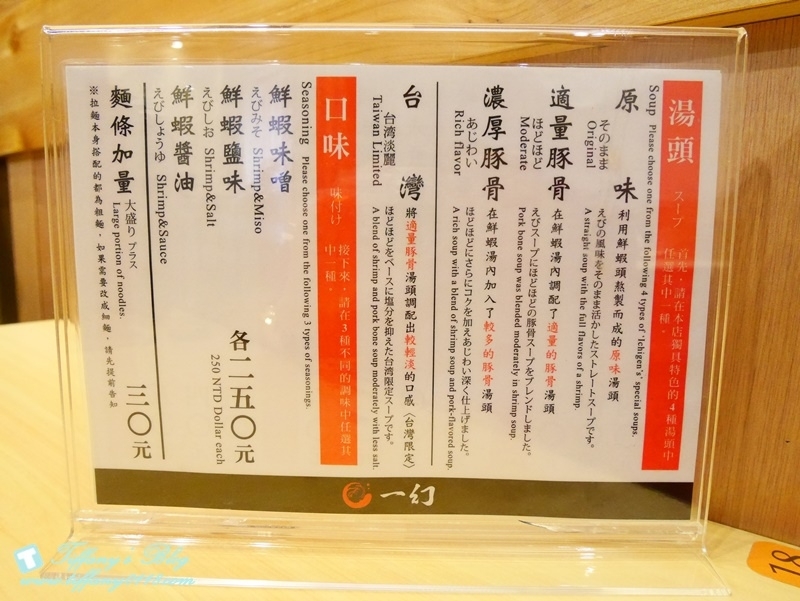 湯頭 スープ 首先，請在本店獨具特色的4種湯頭中任選其中一種。
Soup Please choose one from the following 4 types of 'Ichigen's' special soups.
原味 利用鮮蝦頭熬製而成的原味湯頭
そのまま えびの風味をそのまま活かしたストレートスープです。
Original A straight soup with the full flavors of a shrimp.
適量豚骨 在鮮蝦湯內調配了適量的豚骨湯頭
ほどほど えびスープにほどほどの豚骨スープをブレンドしました。
Moderate Pork bone soup was blended moderately in shrimp soup.
濃厚豚骨 在鮮蝦湯內加入了較多的豚骨湯頭
あじわい ほどほどにさらにコクを加えあじわい深く仕上げました。
Rich flavor A rich soup with a blend of shrimp soup and pork-flavored soup.
台灣 將適量豚骨湯頭調配出較輕淡的口感（台灣限定）
台湾淡麗 ほどほどをベースに塩分を抑えた台湾限定スープです。
Taiwan Limited A blend of shrimp and pork bone soup moderately with less salt.
口味 味付け 接下來，請在3種不同的調味中任選其中一種。
Seasoning Please choose one from the following 3 types of seasonings.
鮮蝦味噌
えびみそ Shrimp&Miso
鮮蝦鹽味
えびしお Shrimp&Salt
鮮蝦醬油
えびしょうゆ Shrimp&Sauce
各二五〇元
250 NTD Dollar each
麵條加量 大盛り プラス 三〇元
Large portion of noodles.
※拉麵本身搭配的都為粗麵，如果需要改成細麵，請先提前告知
一幻
18
T Tiffany's Blog